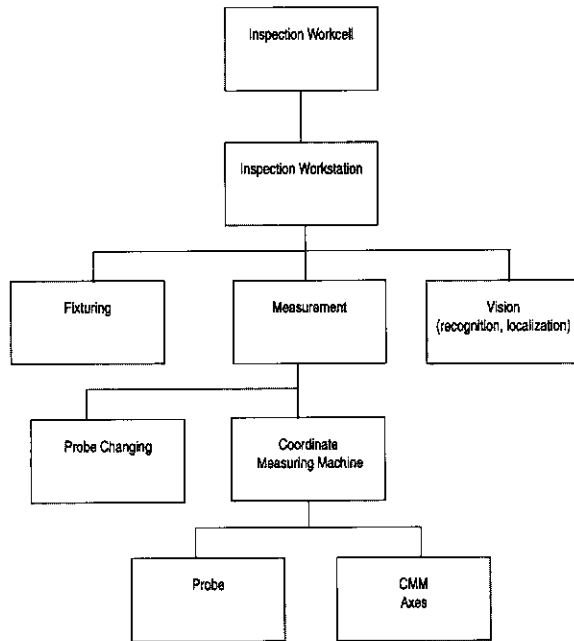 Inspection Workcell
Inspection Workstation
Fixturing
Measurement
Vision
(recognition, localization)
Probe Changing
Coordinate
Measuring Machine
Probe
CMM
Axes